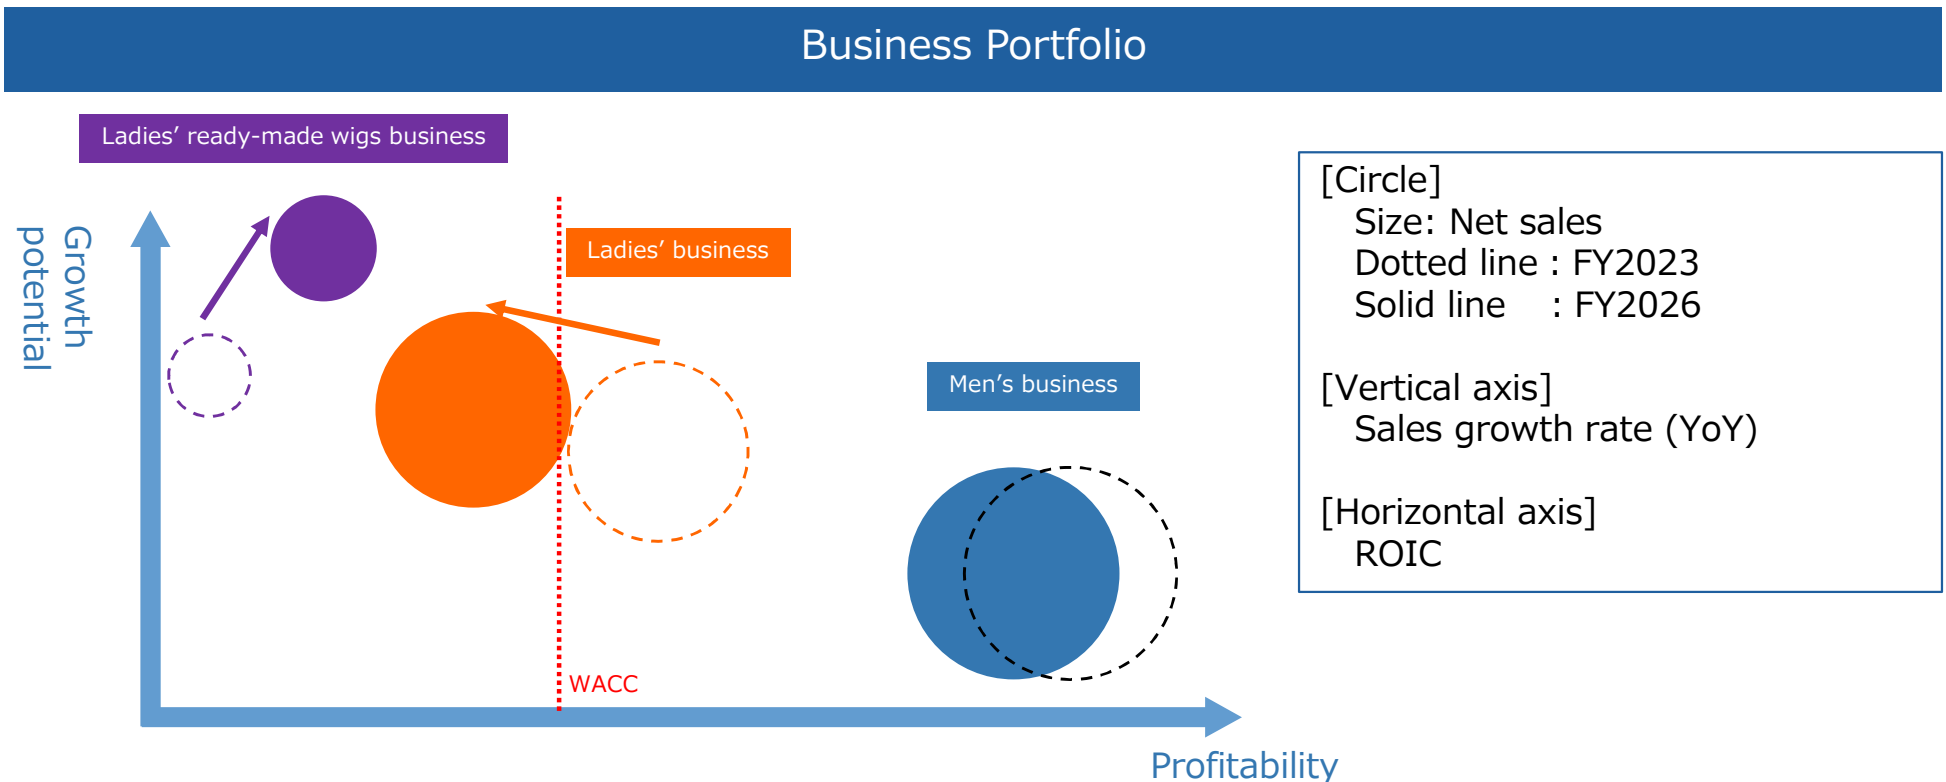 Business Portfolio
Ladies’ ready-made wigs business
Growth
potential
Ladies’ business
Men’s business
WACC
Profitability
[Circle]
Size: Net sales
Dotted line : FY2023
Solid line : FY2026
[Vertical axis]
Sales growth rate (YoY)
[Horizontal axis]
ROIC